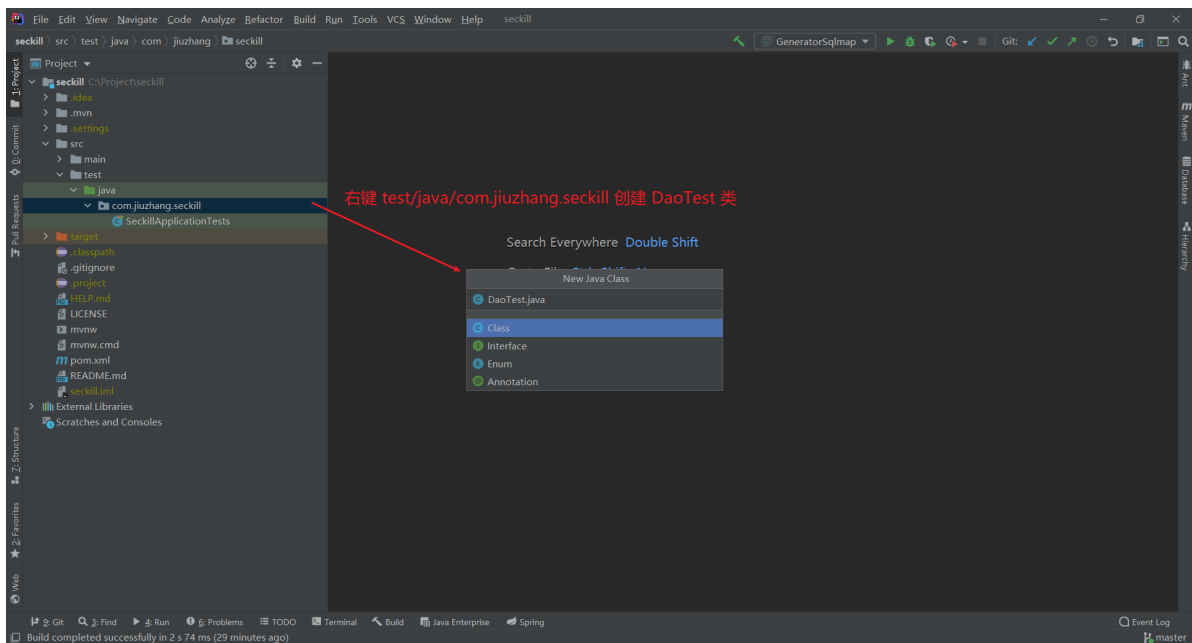 File Edit View Navigate Code Analyze Refactor Build Run Tools VCS Window Help seckill
seckill 〉 src 〉 test 〉 java 〉 com 〉 jiuzhang 〉 seckill
GeneratorSqlmap
Git:
1: Project
0: Commit
Pull Requests
Z: Structure
2: Favorites
Web
Project
seckill C:\Project\seckill
.idea
.mvn
.settings
src
main
test
java
com.jiuzhang.seckill
SeckillApplicationTests
target
.classpath
.gitignore
.project
HELP.md
LICENSE
mvnw
mvnw.cmd
pom.xml
README.md
seckill.iml
External Libraries
Scratches and Consoles
右键 test/java/com.jiuzhang.seckill 创建 DaoTest 类
Search Everywhere Double Shift
New Java Class
DaoTest.java
Class
Interface
Enum
Annotation
Ant
Maven
Database
Hierarchy
9: Git 3: Find 4: Run 6: Problems TODO Terminal Build Java Enterprise Spring Event Log
Build completed successfully in 2 s 74 ms (29 minutes ago) master